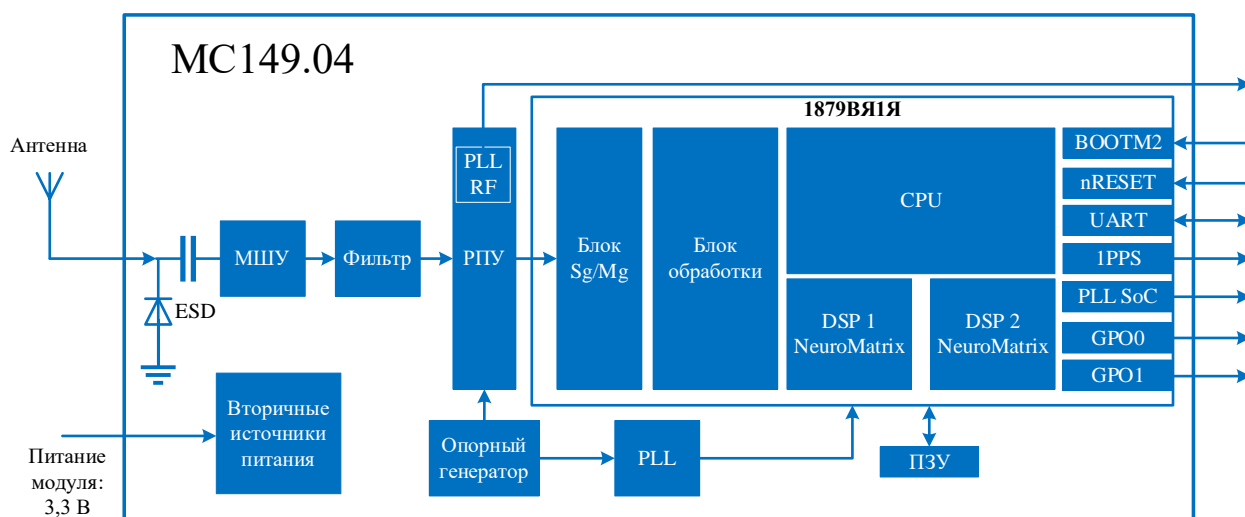 МС149.04
1879ВЯ1Я
Антенна
ESD
МШУ
Фильтр
PLL
RF
РПУ
Блок
Sg/Mg
Блок
обработки
CPU
DSP 1
NeuroMatrix
DSP 2
NeuroMatrix
BOOTM2
nRESET
UART
1PPS
PLL SoC
GPO0
GPO1
Вторичные
источники
питания
Питание
модуля:
3,3 В
Опорный
генератор
PLL
ПЗУ